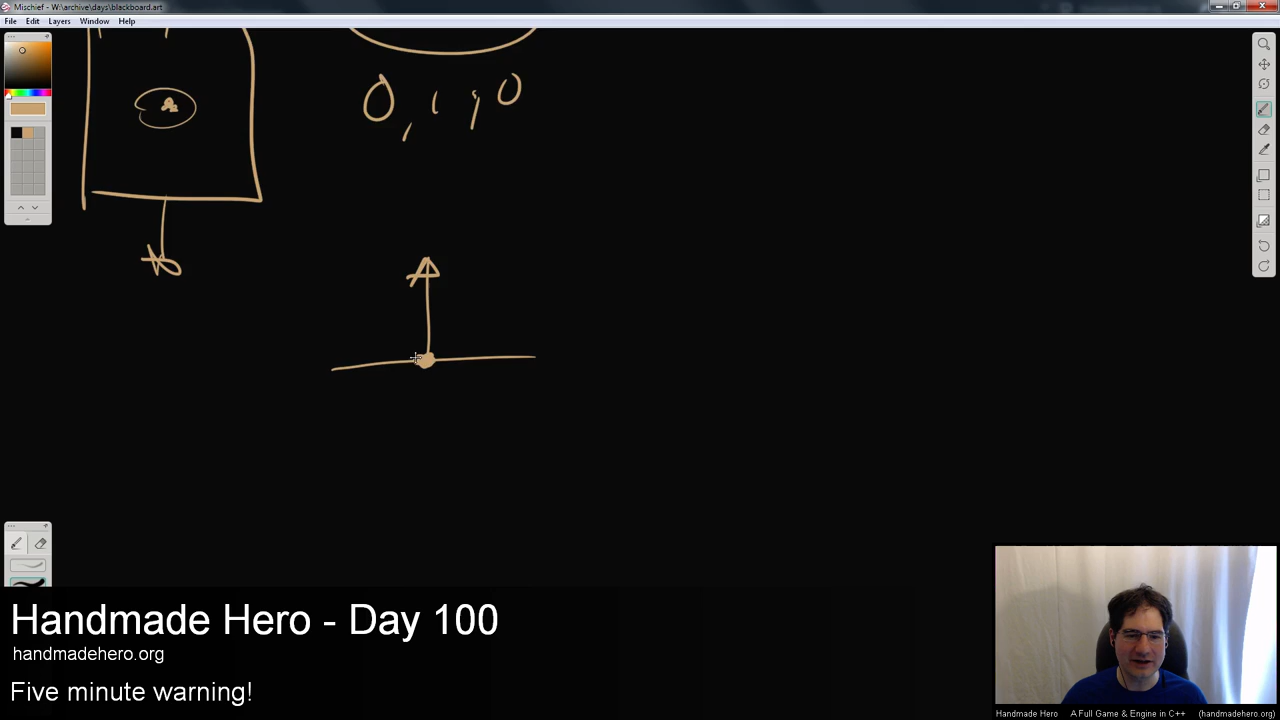 Mischief - W:\archive\days\blackboard.art
File Edit Layers Window Help
0, 1, 0
Handmade Hero - Day 100
handmadehero.org
Five minute warning!
Handmade Hero A Full Game & Engine in C++ (handmadehero.org)